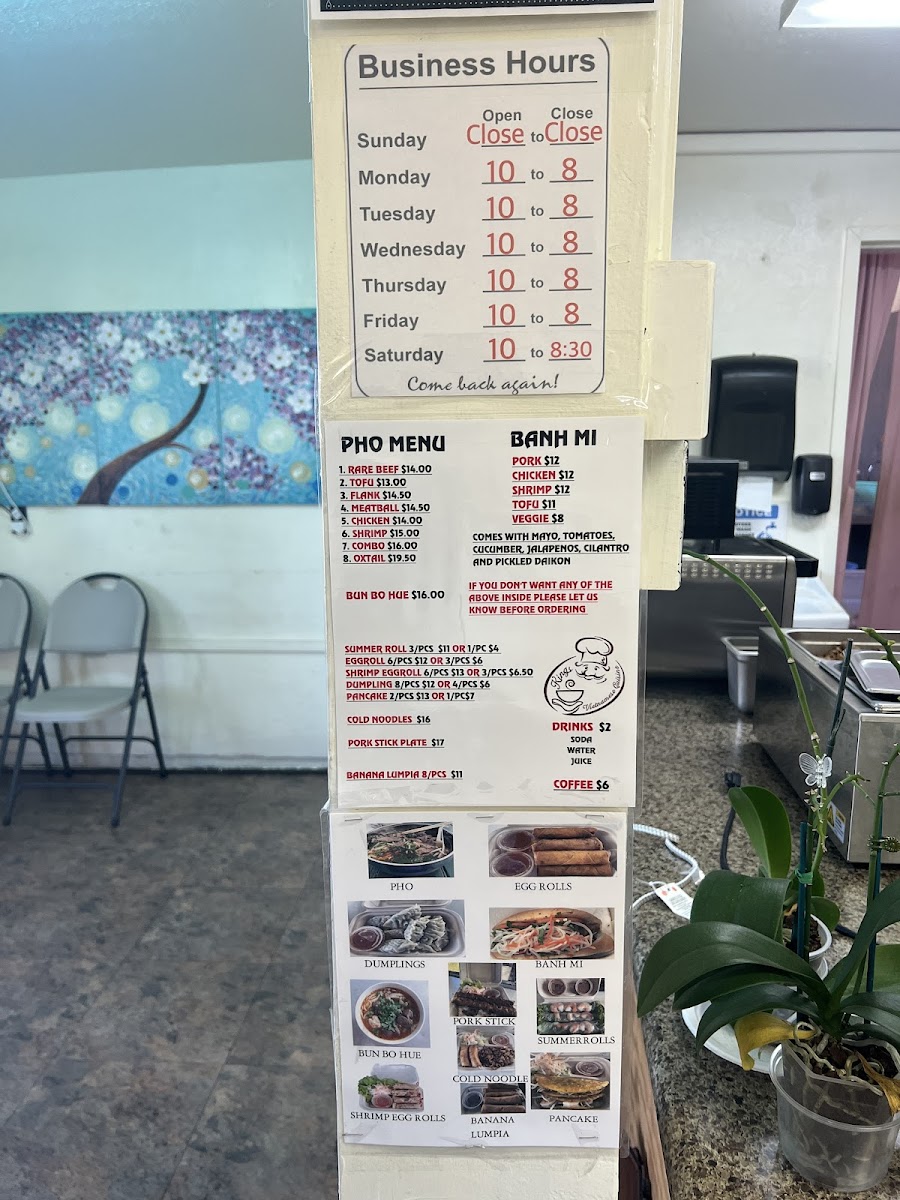 Business Hours
Open Close
Sunday Close to Close
Monday 10 to 8
Tuesday 10 to 8
Wednesday 10 to 8
Thursday 10 to 8
Friday 10 to 8
Saturday 10 to 8:30
Come back again!
PHO MENU
1. RARE BEEF $14.00
2. TOFU $13.00
3. FLANK $14.50
4. MEATBALL $14.50
5. CHICKEN $14.00
6. SHRIMP $15.00
7. COMBO $16.00
8. OXTAIL $19.50
BUN BO HUE $16.00
BANH MI
PORK $12
CHICKEN $12
SHRIMP $12
TOFU $11
VEGGIE $8
COMES WITH MAYO, TOMATOES,
CUCUMBER, JALAPENOS, CILANTRO
AND PICKLED DAIKON
IF YOU DON'T WANT ANY OF THE
ABOVE INSIDE PLEASE LET US
KNOW BEFORE ORDERING
SUMMER ROLL 3/PCS $11 OR 1/PC $4
EGGROLL 6/PCS $12 OR 3/PCS $6
SHRIMP EGGROLL 6/PCS $13 OR 3/PCS $6.50
DUMPLING 8/PCS $12 OR 4/PCS $6
PANCAKE 2/PCS $13 OR 1/PC$7
COLD NOODLES $16
PORK STICK PLATE $17
BANANA LUMPIA 8/PCS $11
King's
Vietnamese Cuisine
DRINKS $2
SODA
WATER
JUICE
COFFEE $6
PHO
EGG ROLLS
DUMPLINGS
BANH MI
BUN BO HUE
PORK STICK
SUMMERROLLS
COLD NOODLE
SHRIMP EGG ROLLS
BANANA
LUMPIA
PANCAKE